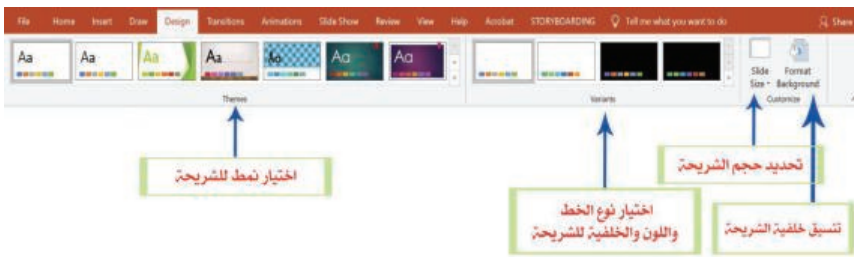 File Home Insert Draw Design Transitions Animations Slide Show Review View Help Acrobat STORYBOARDING Tell me what you want to do Share
Aa Aa Aa Aa Aa Aa Aa
Slide Size Format Background
Themes Variants Customize
اختيار نمط للشريحة
تحديد حجم الشريحة
اختيار نوع الخط
واللون والخلفية للشريحة
تنسيق خلفية الشريحة